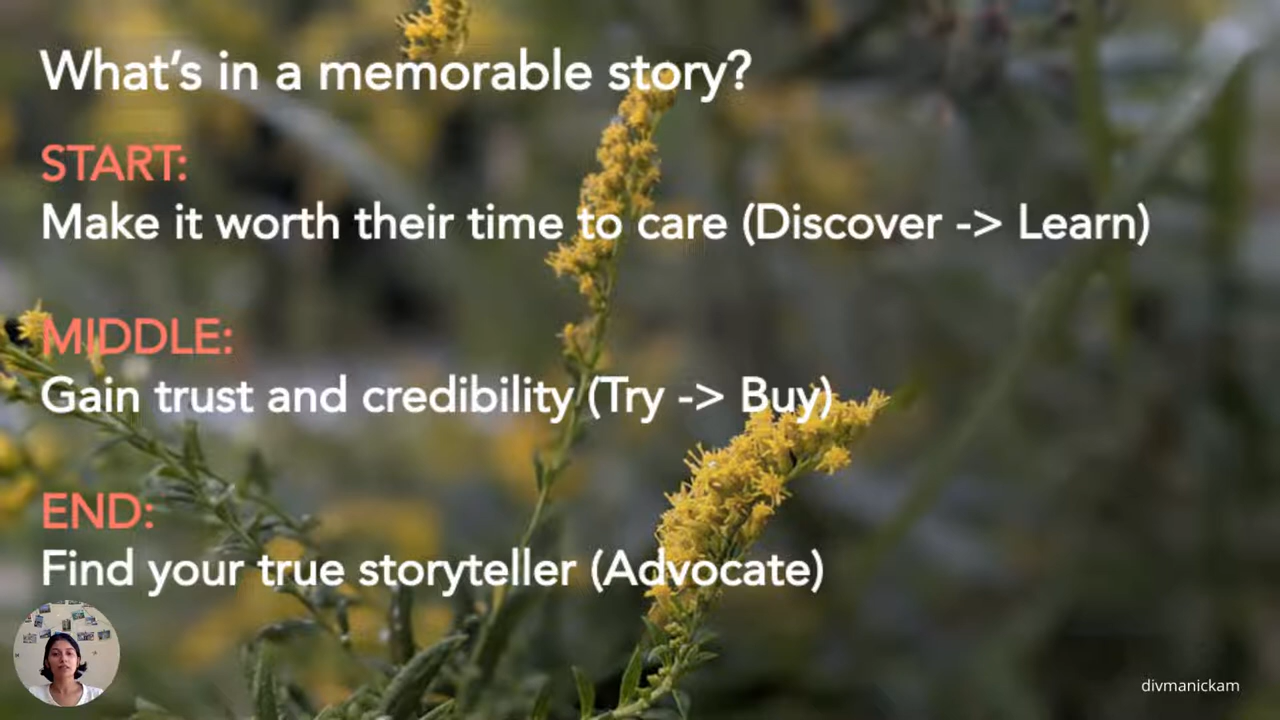 What’s in a memorable story?
START:
Make it worth their time to care (Discover -> Learn)
MIDDLE:
Gain trust and credibility (Try -> Buy)
END:
Find your true storyteller (Advocate)
divmanickam